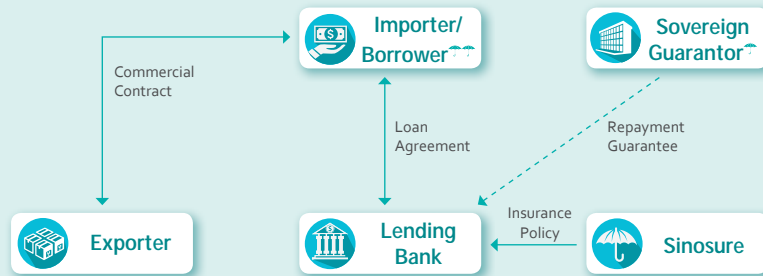 Importer/
Borrower
Sovereign
Guarantor
Commercial
Contract
Loan
Agreement
Repayment
Guarantee
Exporter
Lending
Bank
Insurance
Policy
Sinosure